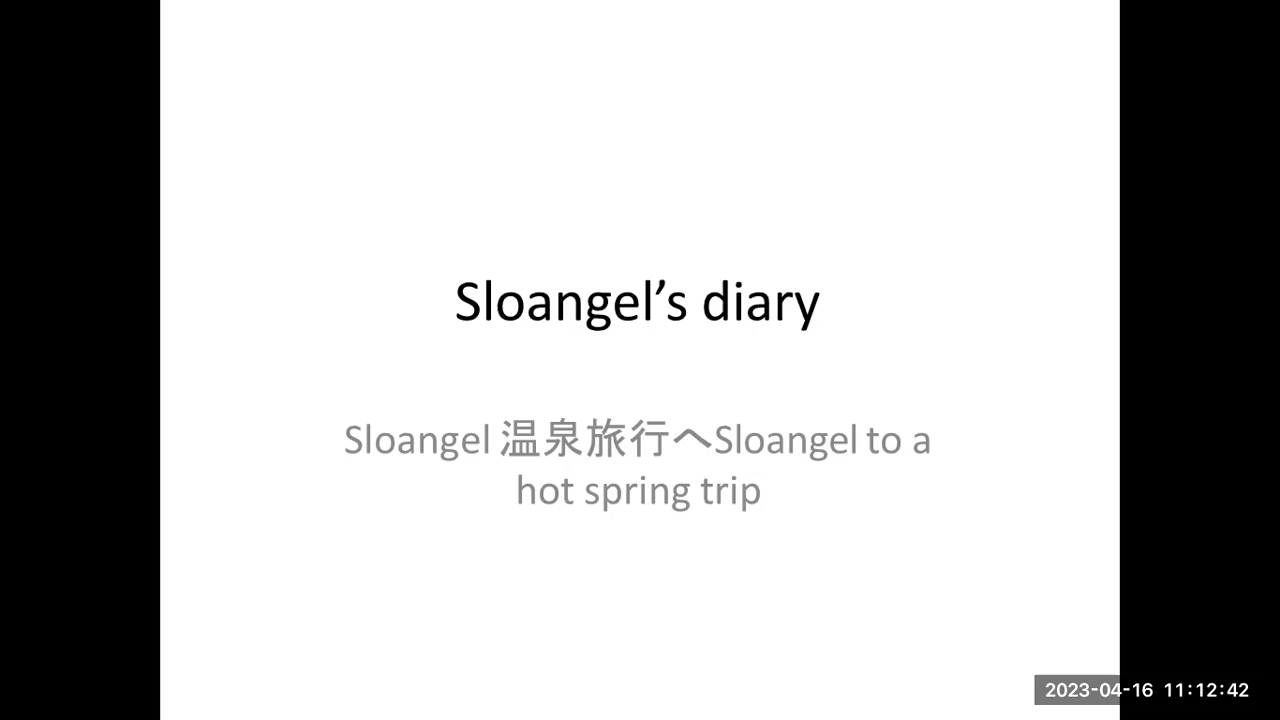 Sloangel’s diary
Sloangel 温泉旅行へSloangel to a
hot spring trip
2023-04-16 11:12:42